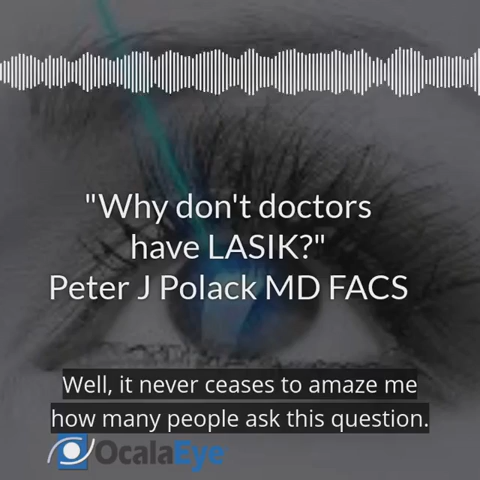 "Why don't doctors
have LASIK?"
Peter J Polack MD FACS
Well, it never ceases to amaze me
how many people ask this question.
OcalaEye